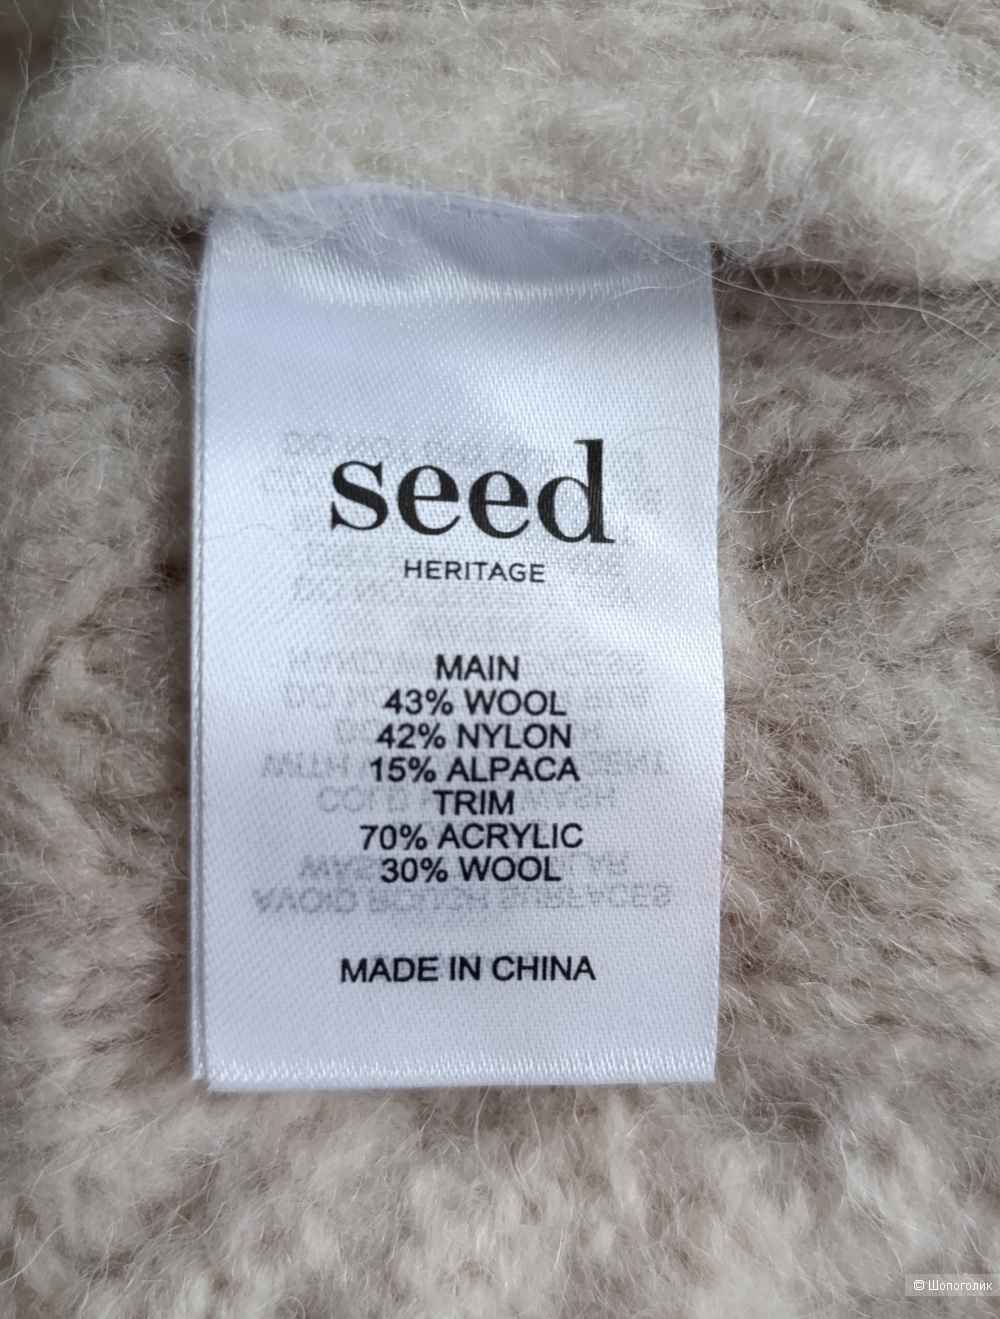 seed
HERITAGE
MAIN
43% WOOL
42% NYLON
15% ALPACA
TRIM
70% ACRYLIC
30% WOOL
MADE IN CHINA
© Шопоголик